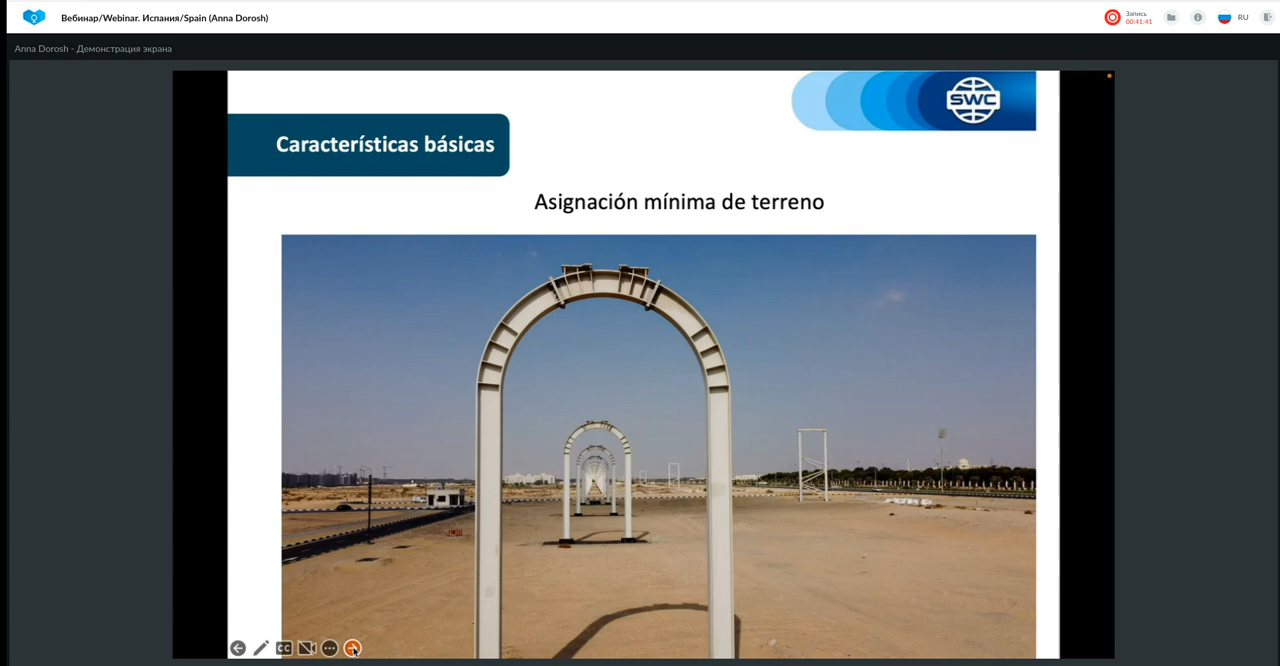 Вебинар/Webinar. Испания/Spain (Anna Dorosh)
Запись
00:41:41
RU
Anna Dorosh - Демонстрация экрана
SWC
Características básicas
Asignación mínima de terreno
CC